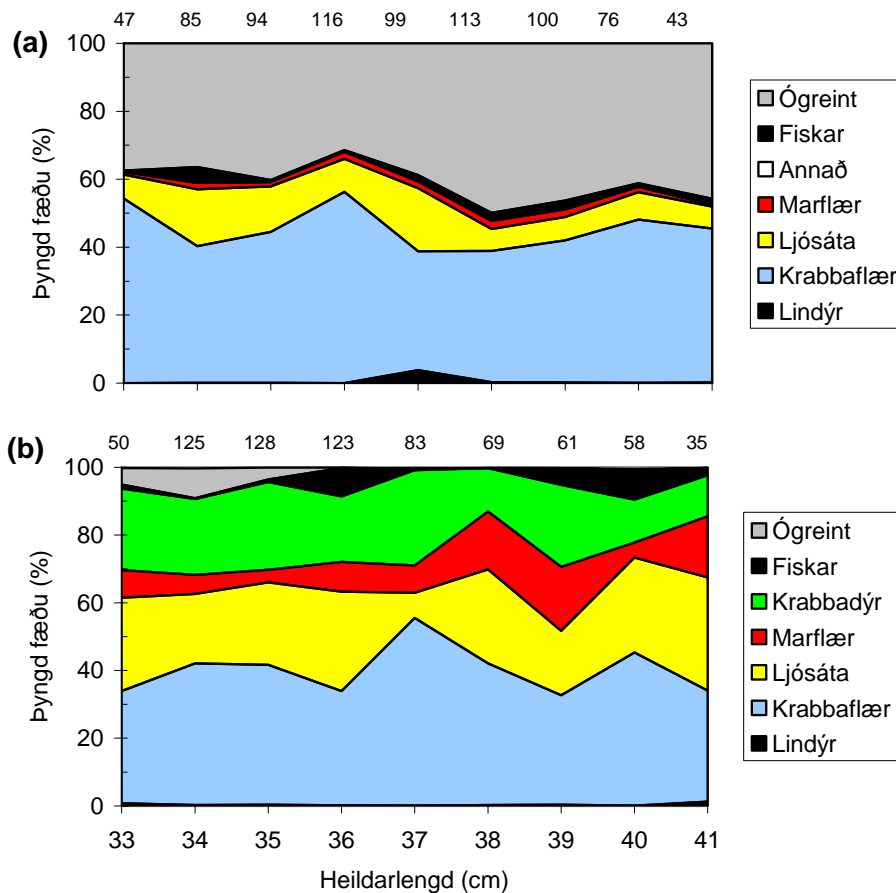 47 85 94 116 99 113 100 76 43
(a)
100
80
60
40
20
0
Þyngd fæðu (%)
Ógreint
Fiskar
Annað
Marflær
Ljósáta
Krabbaflær
Lindýr
50 125 128 123 83 69 61 58 35
(b)
100
80
60
40
20
0
Þyngd fæðu (%)
Ógreint
Fiskar
Krabbadýr
Marflær
Ljósáta
Krabbaflær
Lindýr
33 34 35 36 37 38 39 40 41
Heildarlengd (cm)